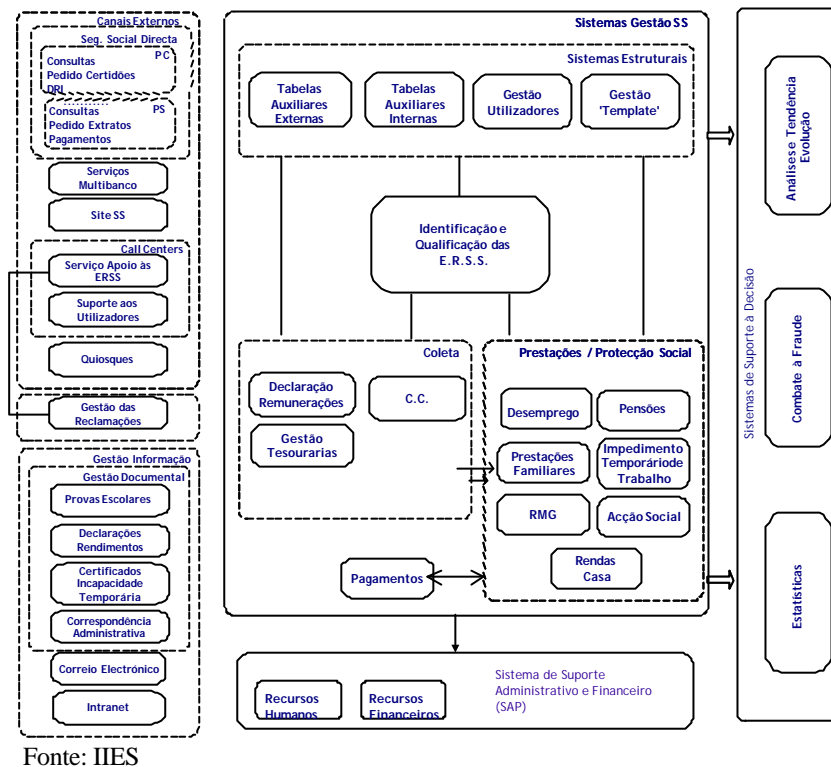 Canais Externos
Seg. Social Directa
PC
Consultas
Pedido Certidões
DRI
...........
Consultas
PS
Pedido Extratos
Pagamentos
Serviços
Multibanco
Site SS
Call Centers
Serviço Apoio às
ERSS
Suporte aos
Utilizadores
Quiosques
Gestão das
Reclamações
Gestão Informação
Gestão Documental
Provas Escolares
Declarações
Rendimentos
Certificados
Incapacidade
Temporária
Correspondência
Administrativa
Correio Electrónico
Intranet
Sistemas Gestão SS
Sistemas Estruturais
Tabelas
Auxiliares
Externas
Tabelas
Auxiliares
Internas
Gestão
Utilizadores
Gestão
'Template'
Identificação e
Qualificação das
E.R.S.S.
Coleta
Declaração
Remunerações
C.C.
Gestão
Tesourarias
Prestações / Protecção Social
Desemprego
Pensões
Prestações
Familiares
Impedimento
Temporáriode
Trabalho
RMG
Acção Social
Rendas
Casa
Pagamentos
Recursos
Humanos
Recursos
Financeiros
Sistema de Suporte
Administrativo e Financeiro
(SAP)
Sistemas de Suporte à Decisão
Análises e Tendência
Evolução
Combate à Fraude
Estatísticas
Fonte: IIES